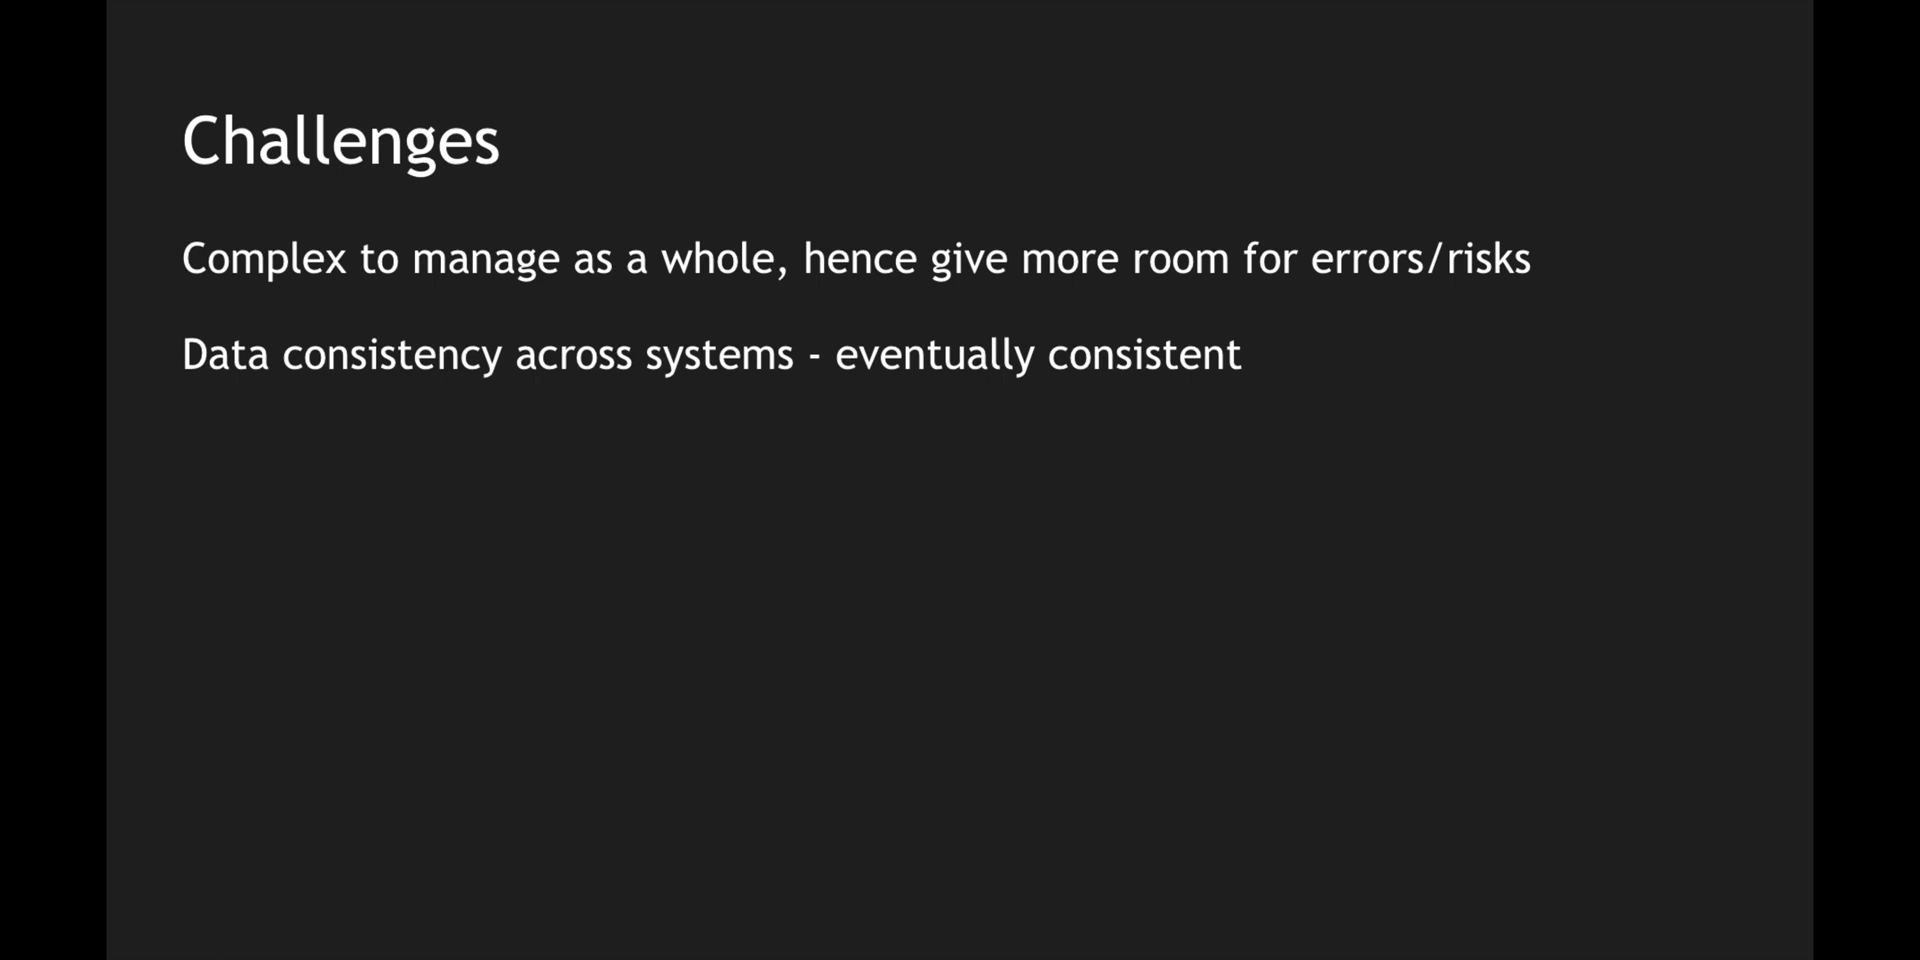 Challenges
Complex to manage as a whole, hence give more room for errors/risks
Data consistency across systems - eventually consistent